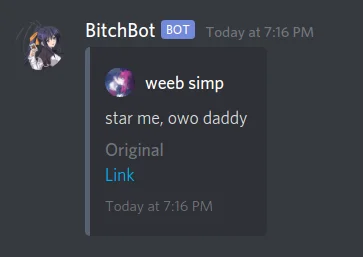 BitchBot BOT Today at 7:16 PM
weeb simp
star me, owo daddy
Original
Link
Today at 7:16 PM